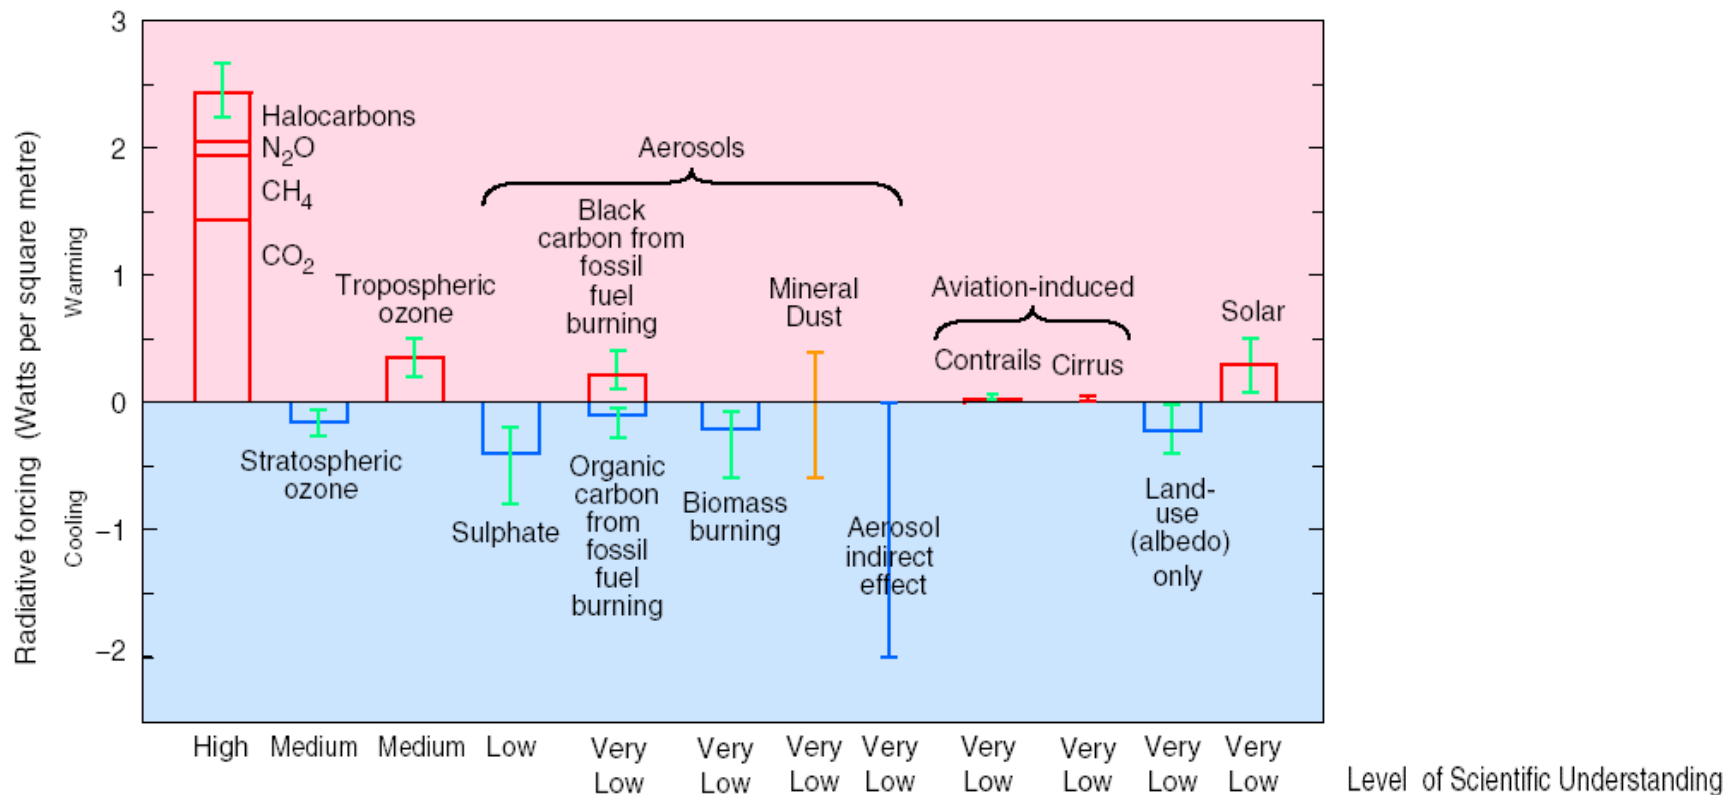 Radiative forcing (Watts per square metre)
Warming
Cooling
3
2
1
0
−1
−2
Halocarbons
N₂O
CH₄
CO₂
Tropospheric
ozone
Stratospheric
ozone
Sulphate
Aerosols
Black
carbon from
fossil
fuel
burning
Organic
carbon
from
fossil
fuel
burning
Biomass
burning
Mineral
Dust
Aerosol
indirect
effect
Aviation-induced
Contrails
Cirrus
Land-
use
(albedo)
only
Solar
High
Medium
Medium
Low
Very
Low
Very
Low
Very
Low
Very
Low
Very
Low
Very
Low
Very
Low
Very
Low
Level of Scientific Understanding